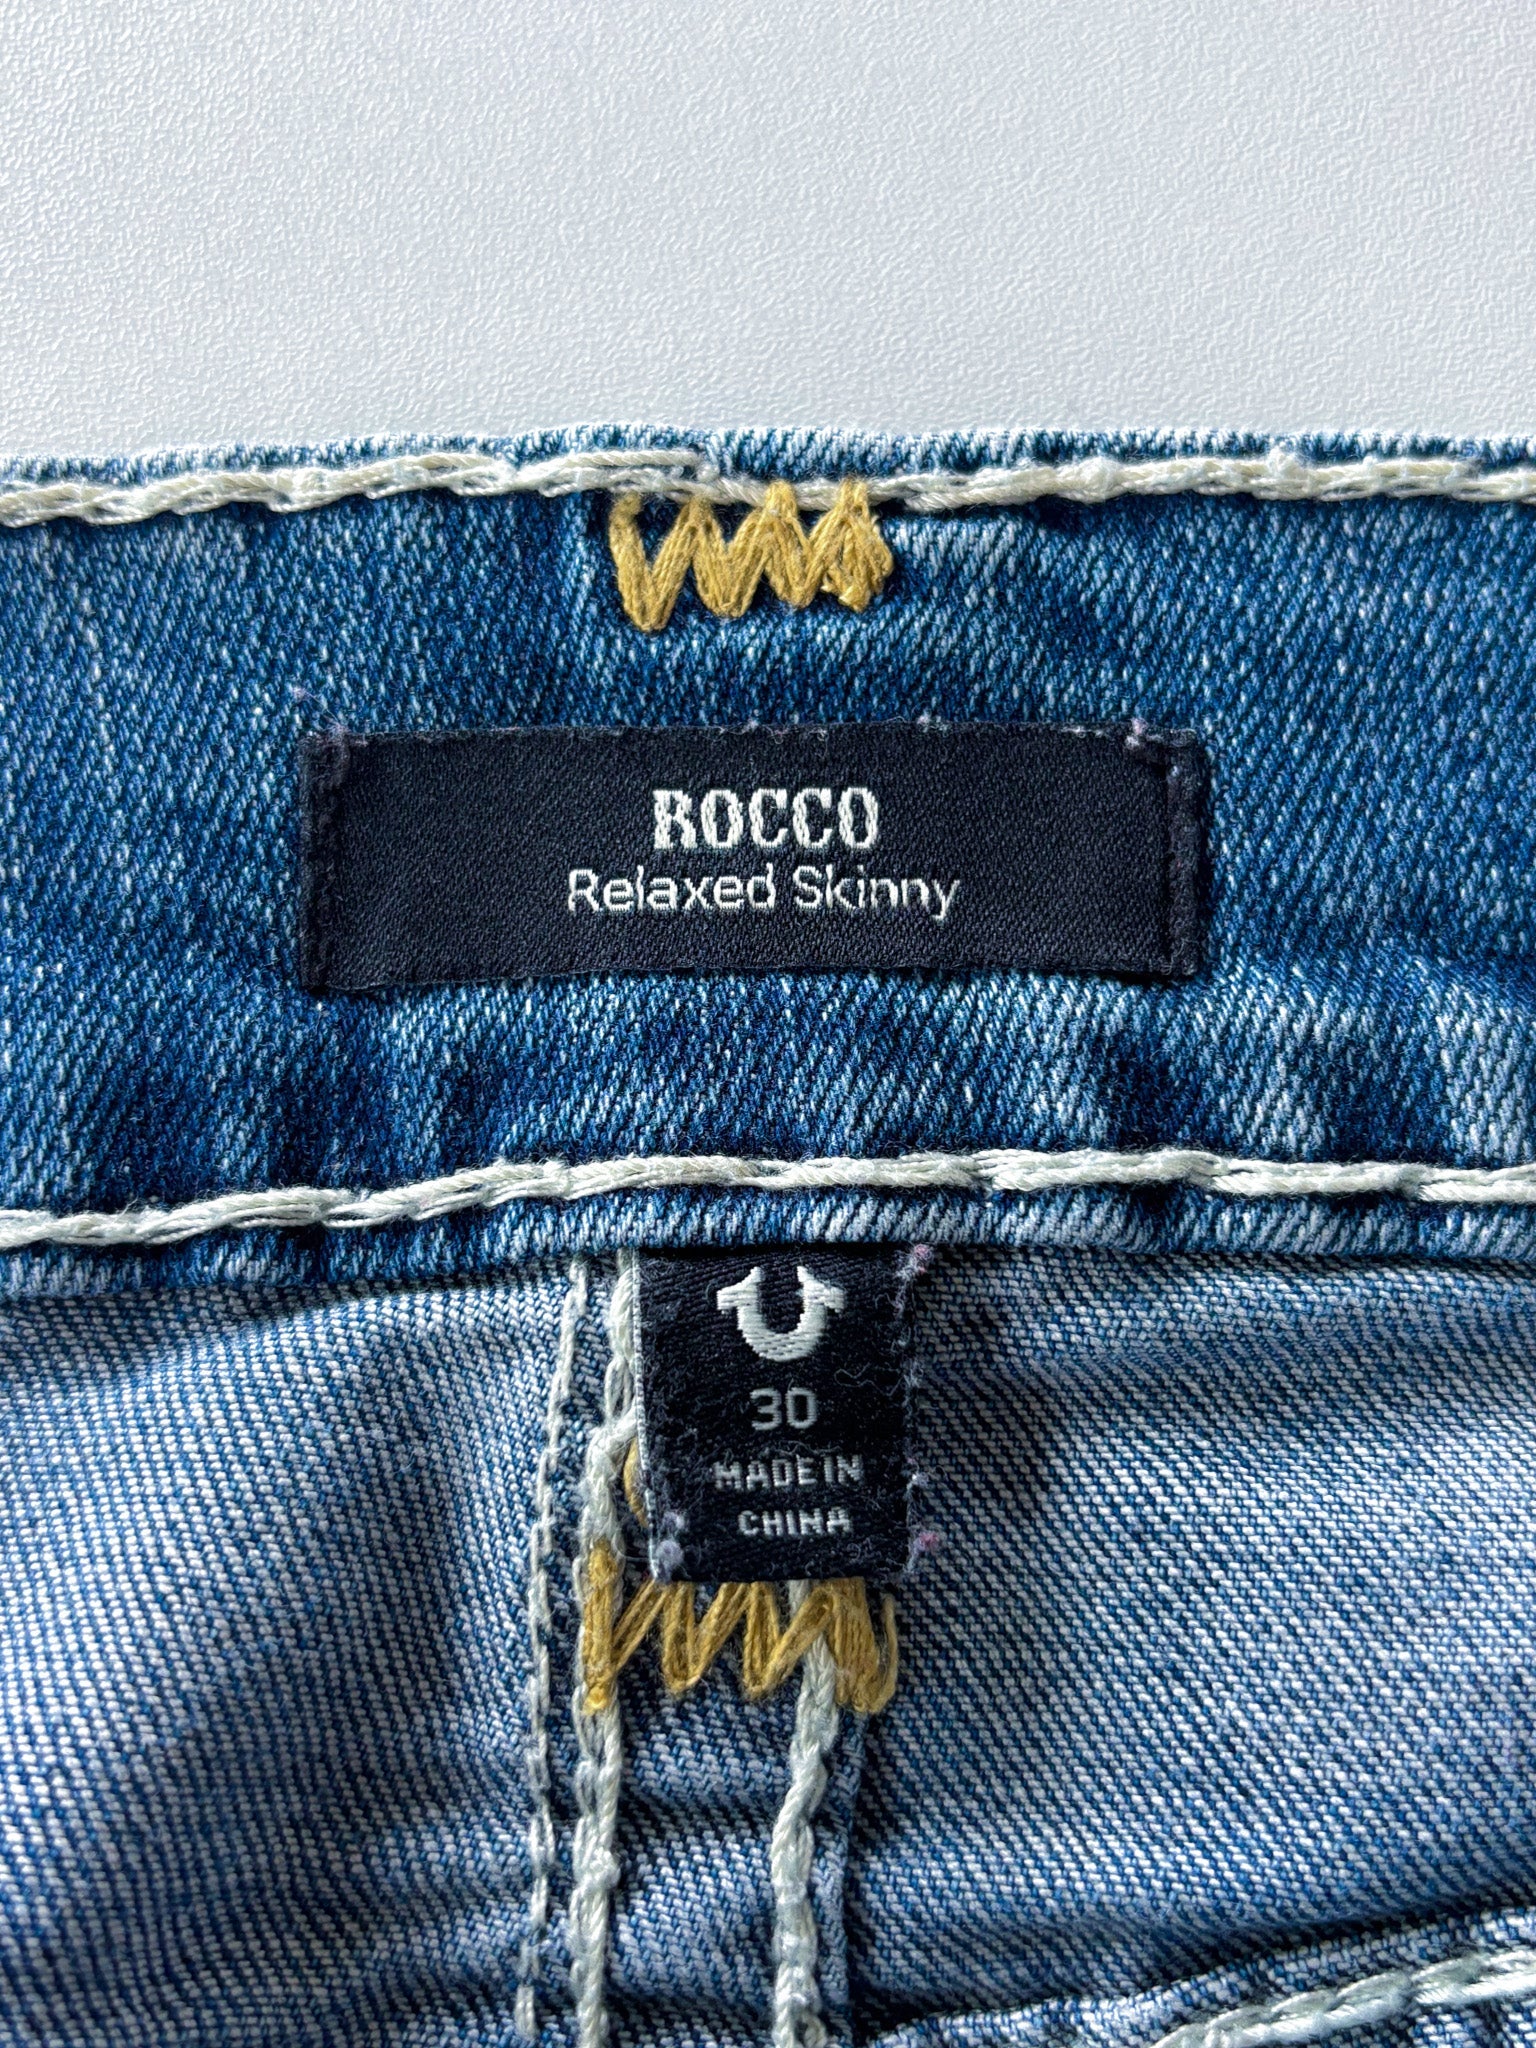 ROCCO
Relaxed Skinny
30
MADE IN
CHINA